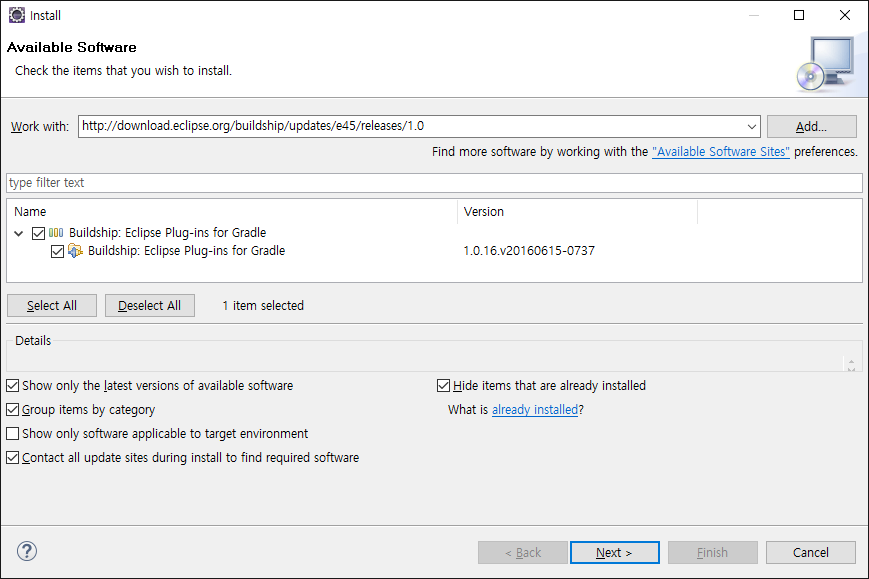 Install
Available Software
Check the items that you wish to install.
Work with: http://download.eclipse.org/buildship/updates/e45/releases/1.0 Add...
Find more software by working with the "Available Software Sites" preferences.
type filter text
Name Version
Buildship: Eclipse Plug-ins for Gradle
Buildship: Eclipse Plug-ins for Gradle 1.0.16.v20160615-0737
Select All Deselect All 1 item selected
Details
Show only the latest versions of available software Hide items that are already installed
Group items by category What is already installed?
Show only software applicable to target environment
Contact all update sites during install to find required software
? < Back Next > Finish Cancel